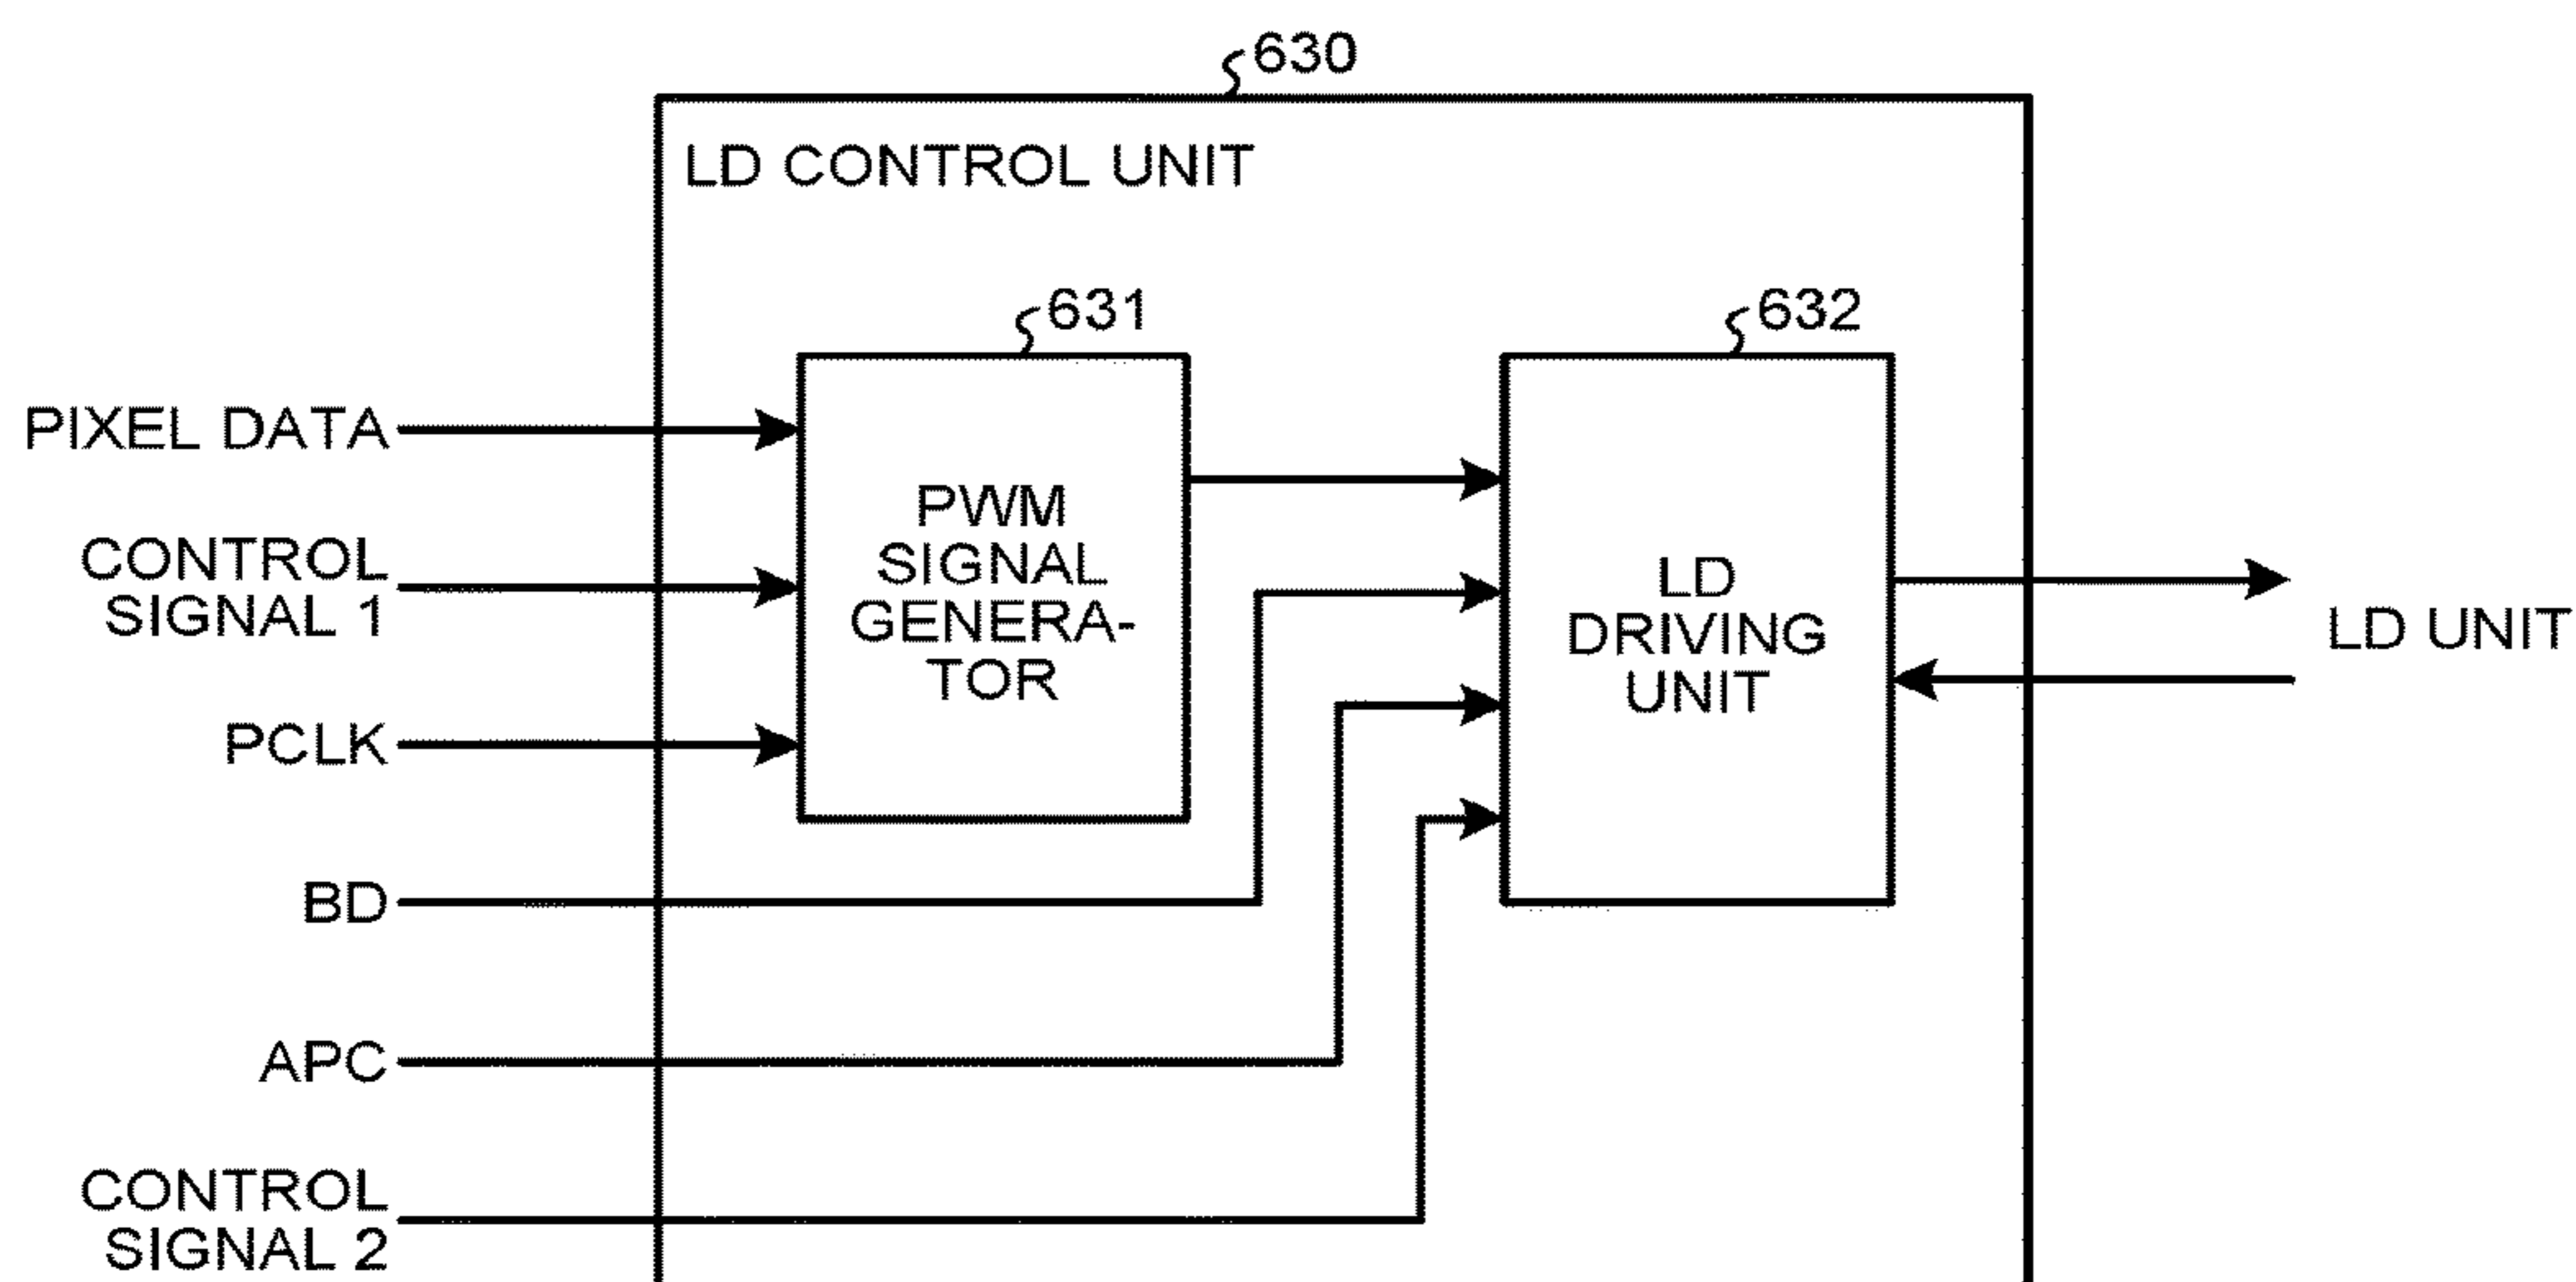 630
LD CONTROL UNIT
631
632
PIXEL DATA
CONTROL
SIGNAL 1
PCLK
BD
APC
CONTROL
SIGNAL 2
PWM
SIGNAL
GENERA-
TOR
LD
DRIVING
UNIT
LD UNIT